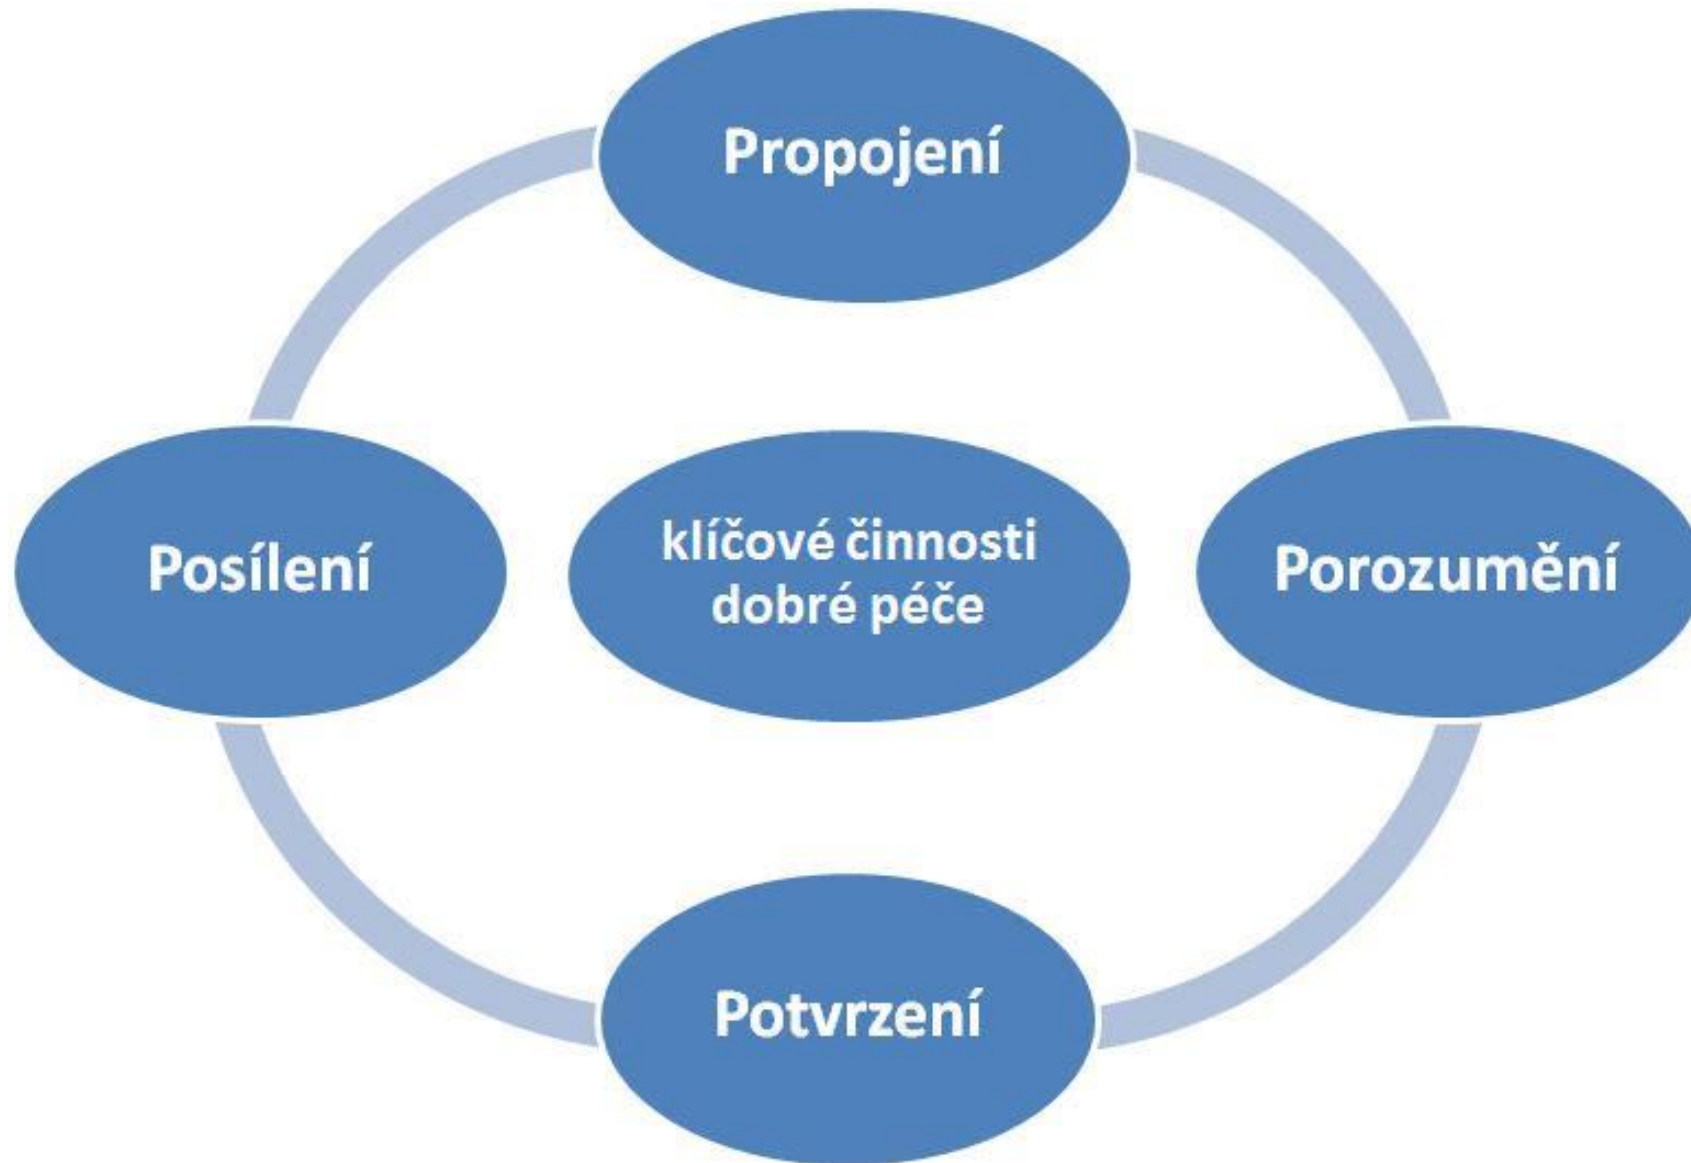 Propojení
Posílení
klíčové činnosti
dobré péče
Porozumění
Potvrzení